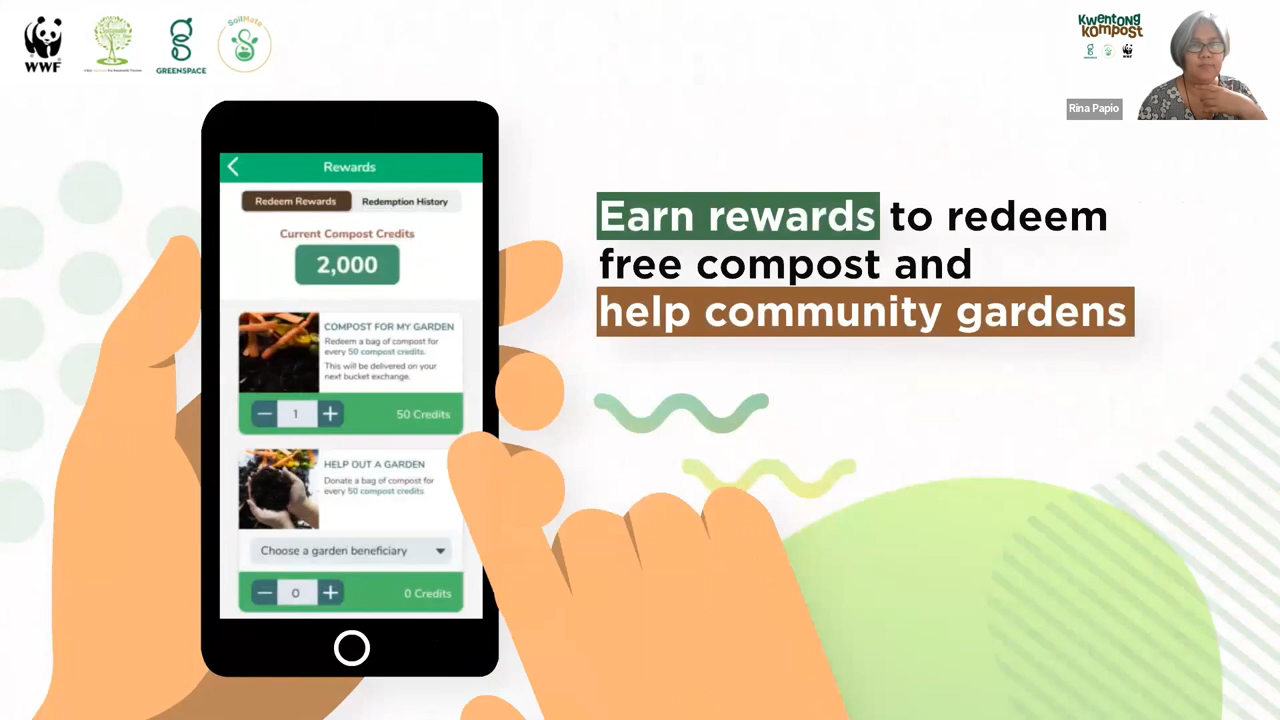 WWF
GREENSPACE
SoilMate
Kwentong
Kompost
Rina Papio
Rewards
Redeem Rewards
Redemption History
Current Compost Credits
2,000
COMPOST FOR MY GARDEN
Redeem a bag of compost for
every 50 compost credits.
This will be delivered on your
next bucket exchange.
1
50 Credits
HELP OUT A GARDEN
Donate a bag of compost for
every 50 compost credits
Choose a garden beneficiary
0
0 Credits
Earn rewards to redeem
free compost and
help community gardens